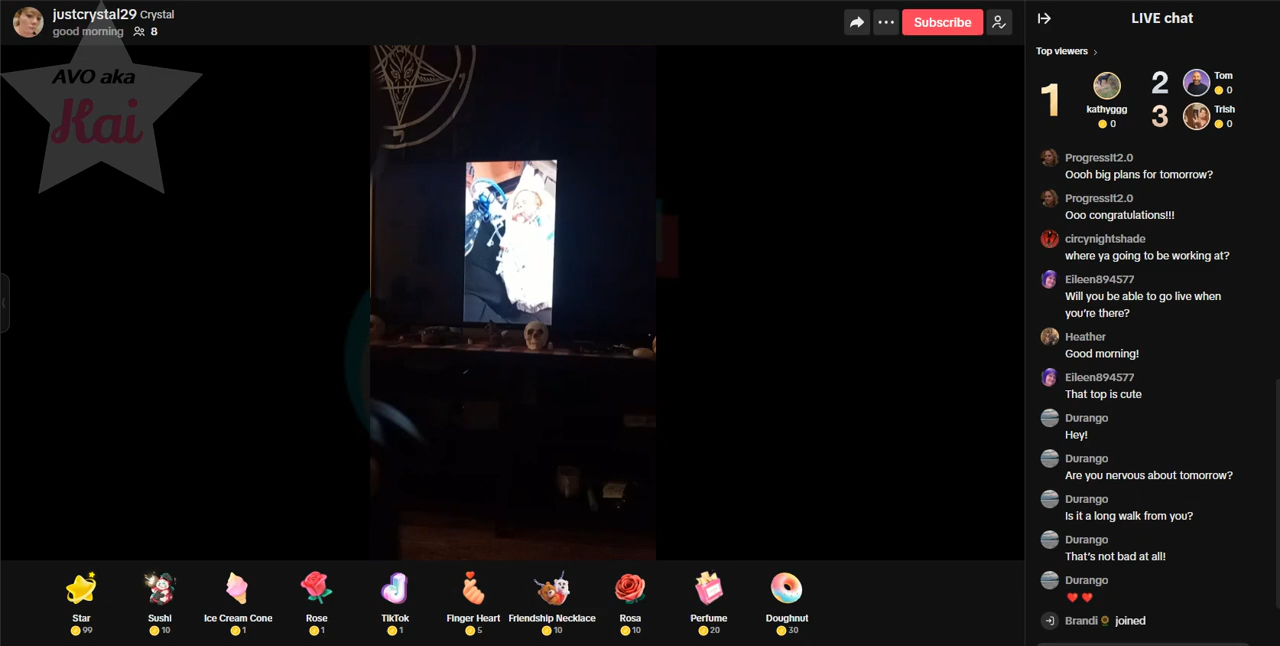 justcrystal29 Crystal
good morning 8
Subscribe
AVO aka
Kai
LIVE chat
Top viewers
1
kathyggg
0
2
Tom
0
3
Trish
0
ProgressIt2.0
Oooh big plans for tomorrow?
ProgressIt2.0
Ooo congratulations!!!
circynightshade
where ya going to be working at?
Eileen894577
Will you be able to go live when
you're there?
Heather
Good morning!
Eileen894577
That top is cute
Durango
Hey!
Durango
Are you nervous about tomorrow?
Durango
Is it a long walk from you?
Durango
That's not bad at all!
Durango
Brandi joined
Star
99
Sushi
10
Ice Cream Cone
1
Rose
1
TikTok
1
Finger Heart
5
Friendship Necklace
10
Rosa
10
Perfume
20
Doughnut
30